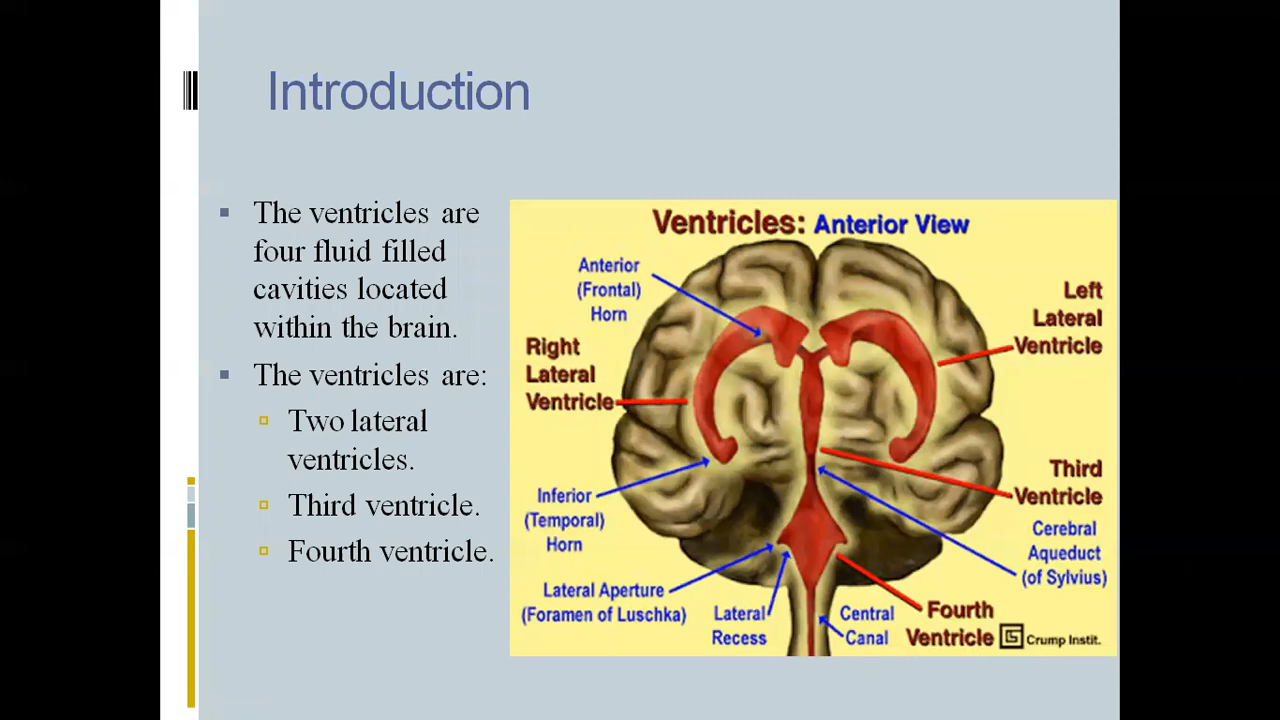 Introduction
The ventricles are
four fluid filled
cavities located
within the brain.
The ventricles are:
Two lateral
ventricles.
Third ventricle.
Fourth ventricle.
Ventricles: Anterior View
Anterior
(Frontal)
Horn
Right
Lateral
Ventricle
Left
Lateral
Ventricle
Inferior
(Temporal)
Horn
Third
Ventricle
Cerebral
Aqueduct
(of Sylvius)
Lateral Aperture
(Foramen of Luschka)
Lateral
Recess
Central
Canal
Fourth
Ventricle
Crump Instit.